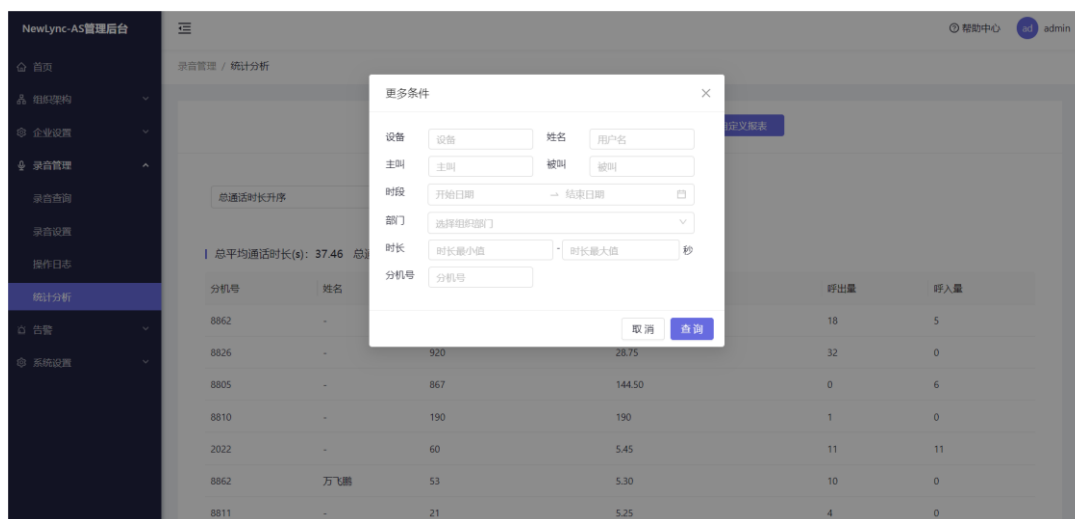 NewLync-AS管理后台
帮助中心 ad admin
首页
录音管理 / 统计分析
组织架构
企业设置
录音管理
录音查询
录音设置
操作日志
统计分析
告警
系统设置
更多条件
设备 设备 姓名 用户名
主叫 主叫 被叫 被叫
时段 开始日期 → 结束日期
部门 选择组织部门
时长 时长最小值 - 时长最大值 秒
分机号 分机号
取消 查询
定义报表
总通话时长升序
总平均通话时长(s): 37.46
分机号 姓名 呼出量 呼入量
8862 - 18 5
8826 - 920 28.75 32 0
8805 - 867 144.50 0 6
8810 - 190 190 1 0
2022 - 60 5.45 11 11
8862 万飞鹏 53 5.30 10 0
8811 - 21 5.25 4 0